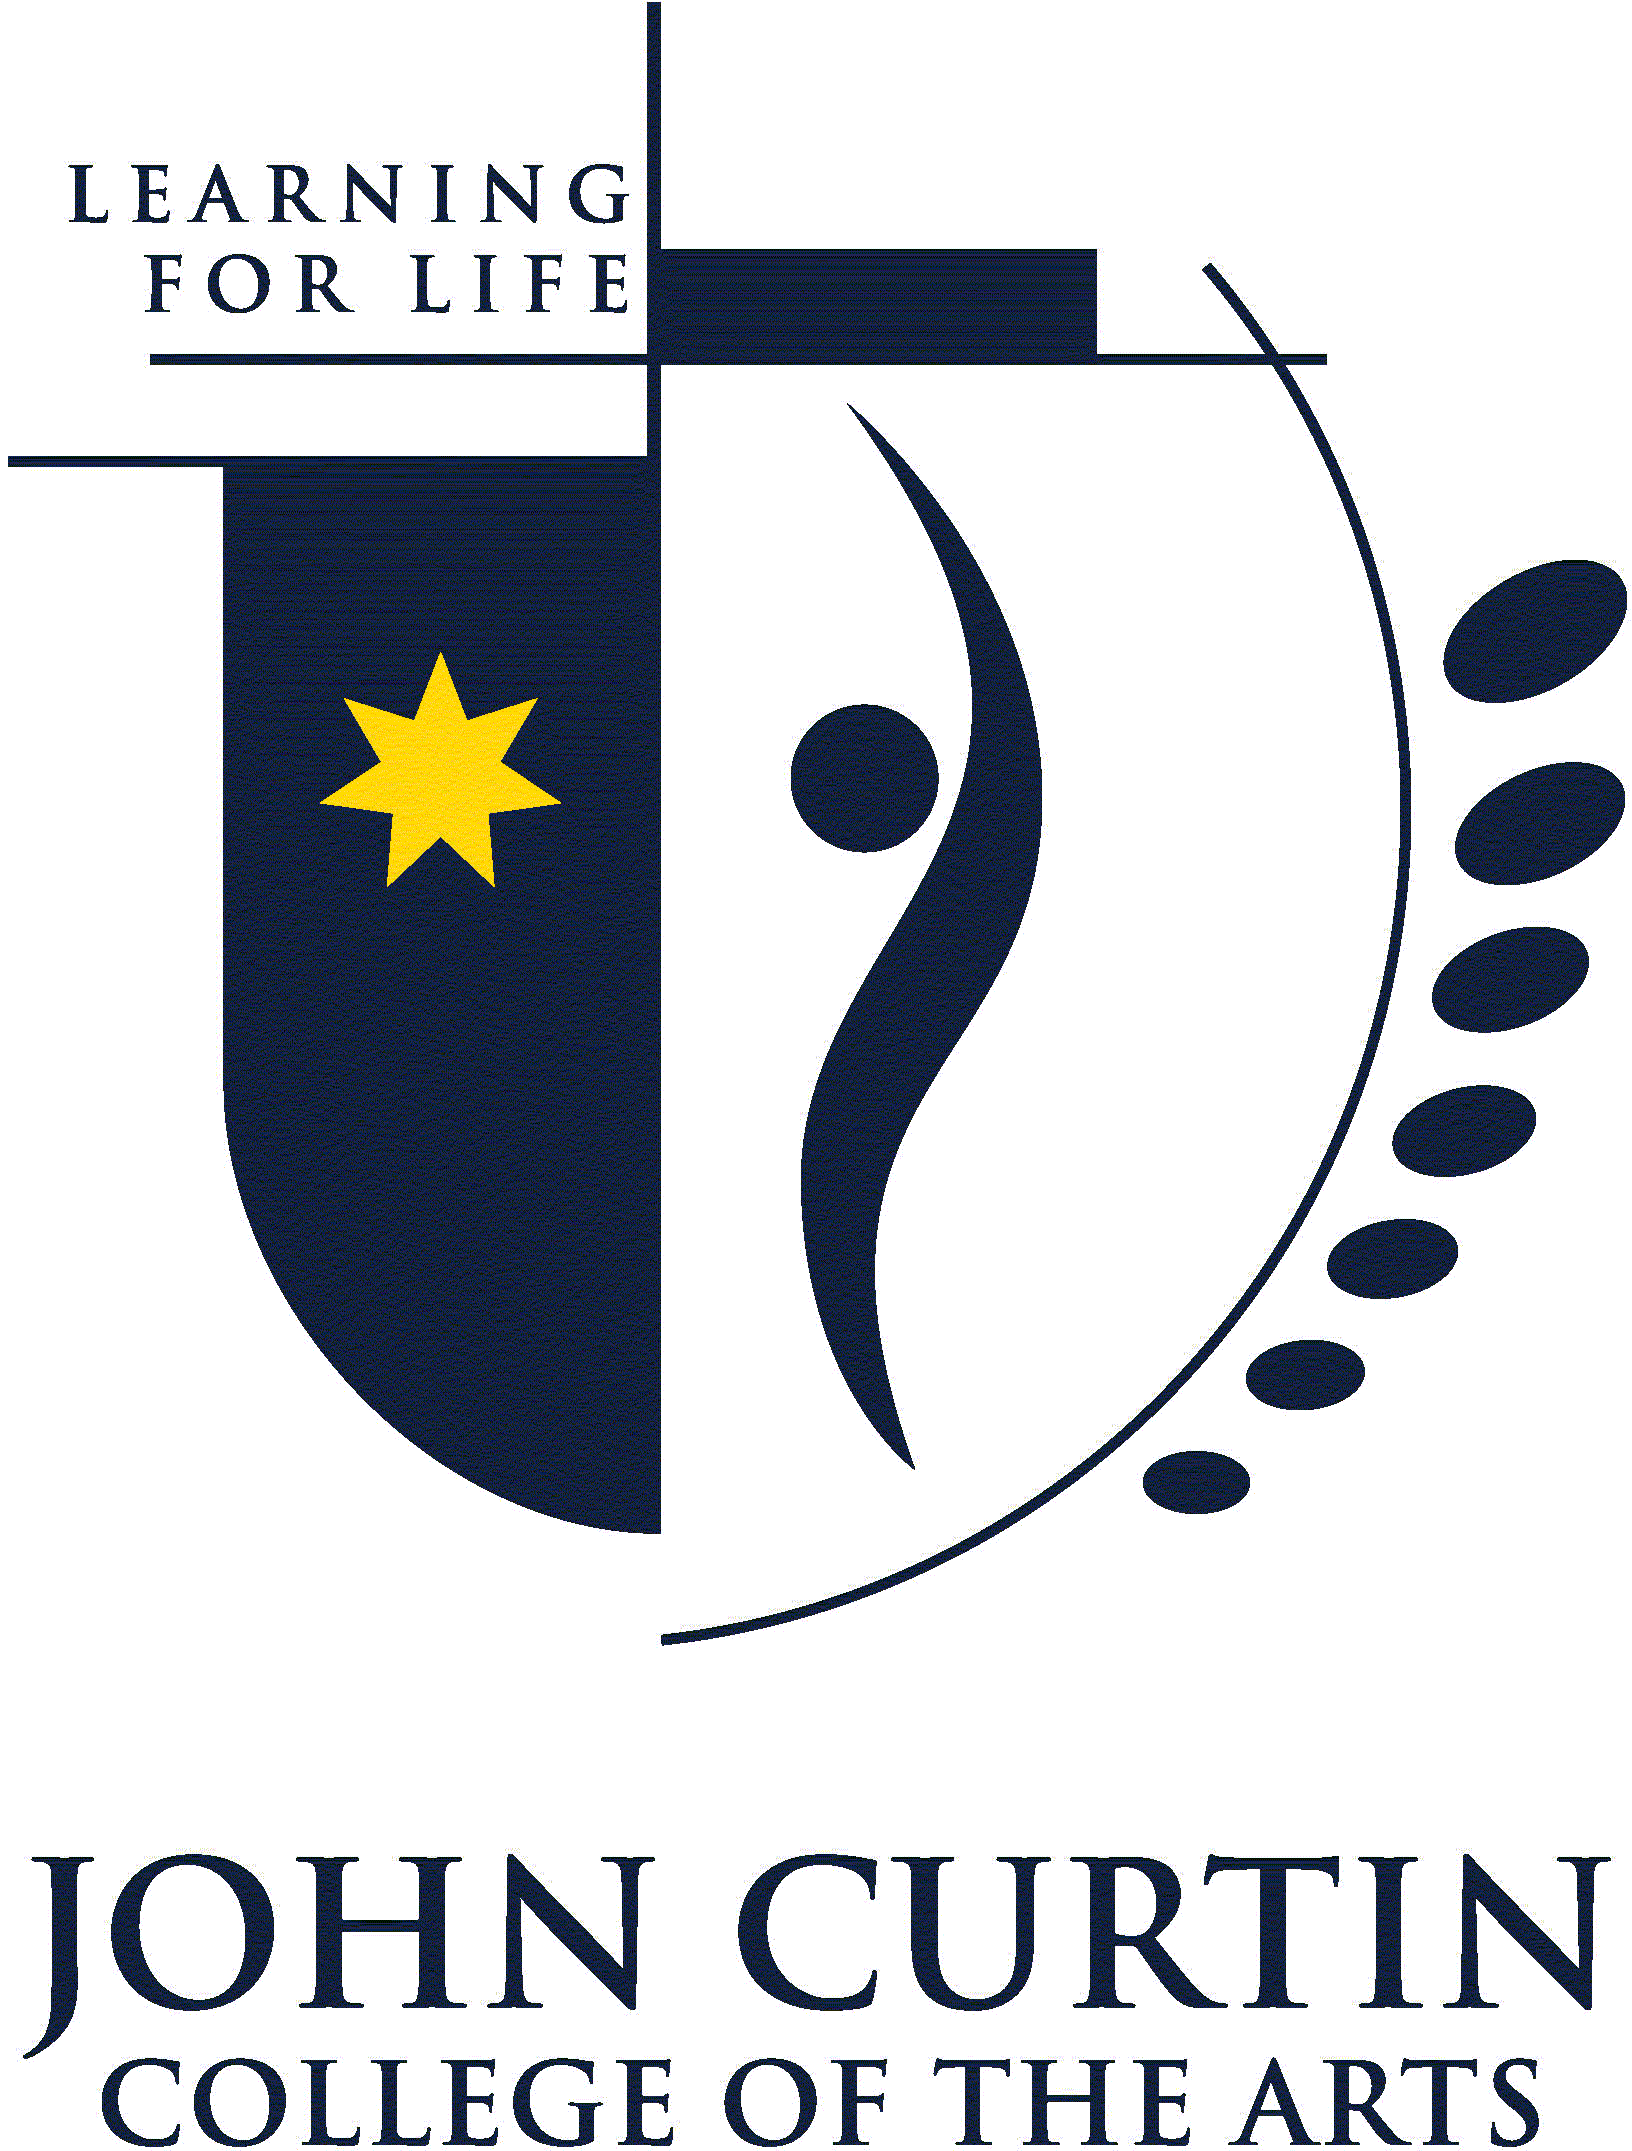 LEARNING
FOR LIFE
JOHN CURTIN
COLLEGE OF THE ARTS